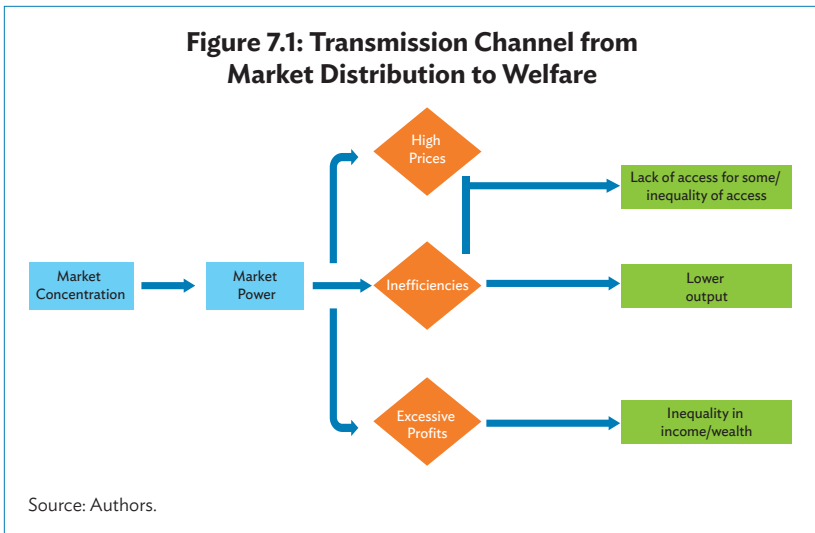 Figure 7.1: Transmission Channel from
Market Distribution to Welfare
High
Prices
Lack of access for some/
inequality of access
Market
Concentration
Market
Power
Inefficiencies
Lower
output
Excessive
Profits
Inequality in
income/wealth
Source: Authors.